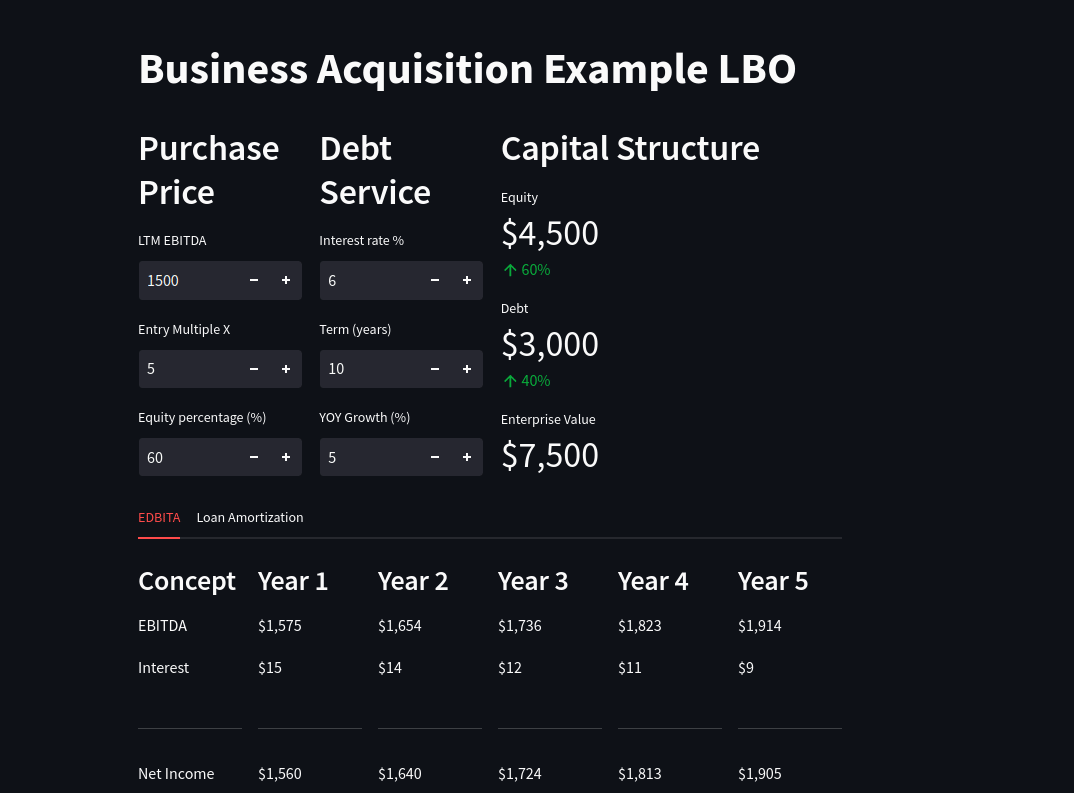 Business Acquisition Example LBO
Purchase
Price
LTM EBITDA
1500
Entry Multiple X
5
Equity percentage (%)
60
Debt
Service
Interest rate %
6
Term (years)
10
YOY Growth (%)
5
Capital Structure
Equity
$4,500
↑ 60%
Debt
$3,000
↑ 40%
Enterprise Value
$7,500
EDBITA Loan Amortization
Concept Year 1 Year 2 Year 3 Year 4 Year 5
EBITDA $1,575 $1,654 $1,736 $1,823 $1,914
Interest $15 $14 $12 $11 $9
Net Income $1,560 $1,640 $1,724 $1,813 $1,905